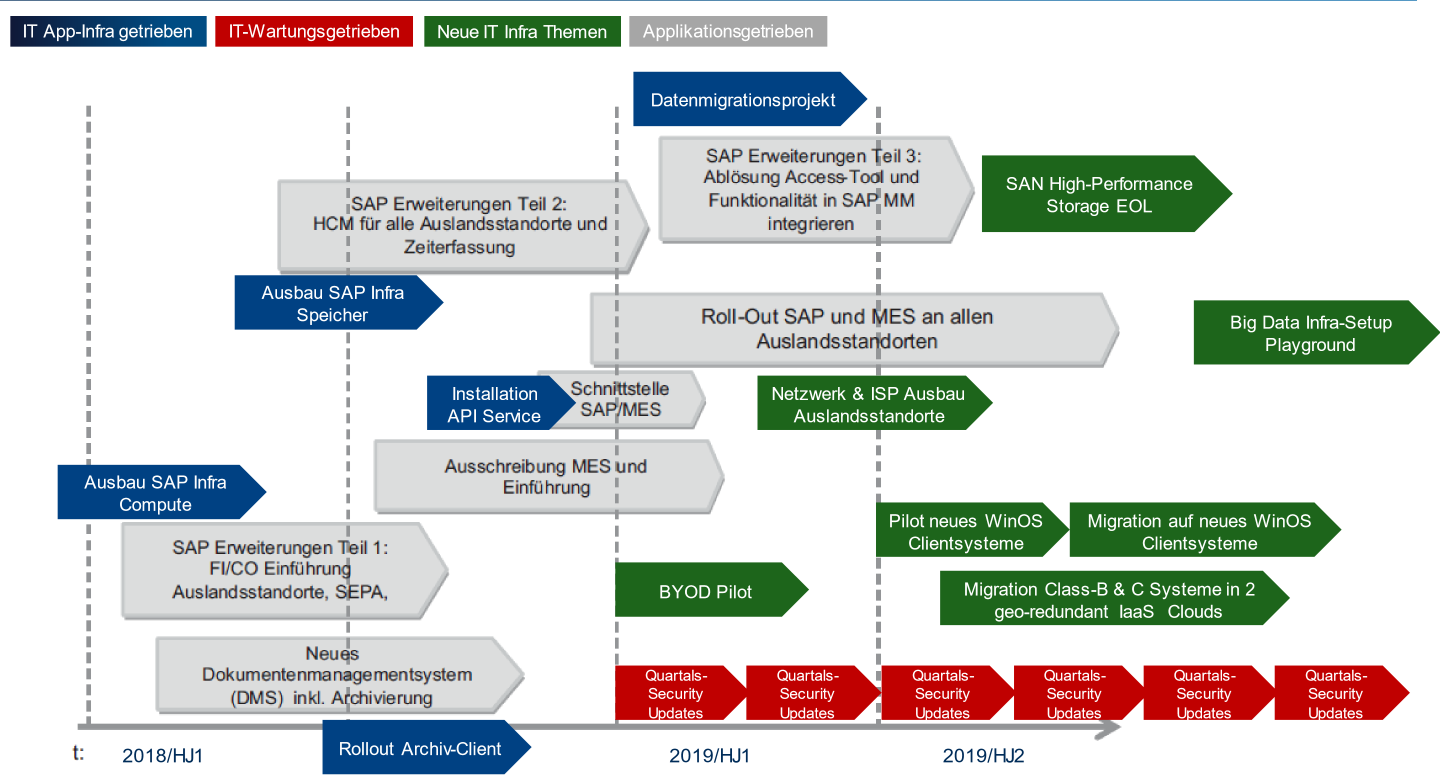 IT App-Infra getrieben
IT-Wartungsgetrieben
Neue IT Infra Themen
Applikationsgetrieben
Datenmigrationsprojekt
SAP Erweiterungen Teil 3:
Ablösung Access-Tool und
Funktionalität in SAP MM
integrieren
SAN High-Performance
Storage EOL
SAP Erweiterungen Teil 2:
HCM für alle Auslandsstandorte und
Zeiterfassung
Ausbau SAP Infra
Speicher
Roll-Out SAP und MES an allen
Auslandsstandorten
Big Data Infra-Setup
Playground
Installation
API Service
Schnittstelle
SAP/MES
Netzwerk & ISP Ausbau
Auslandsstandorte
Ausschreibung MES und
Einführung
Ausbau SAP Infra
Compute
Pilot neues WinOS
Clientsysteme
Migration auf neues WinOS
Clientsysteme
SAP Erweiterungen Teil 1:
FI/CO Einführung
Auslandsstandorte, SEPA,
BYOD Pilot
Migration Class-B & C Systeme in 2
geo-redundant IaaS Clouds
Neues
Dokumentenmanagementsystem
(DMS) inkl. Archivierung
Quartals-
Security
Updates
Quartals-
Security
Updates
Quartals-
Security
Updates
Quartals-
Security
Updates
Quartals-
Security
Updates
Quartals-
Security
Updates
Rollout Archiv-Client
t:
2018/HJ1
2019/HJ1
2019/HJ2